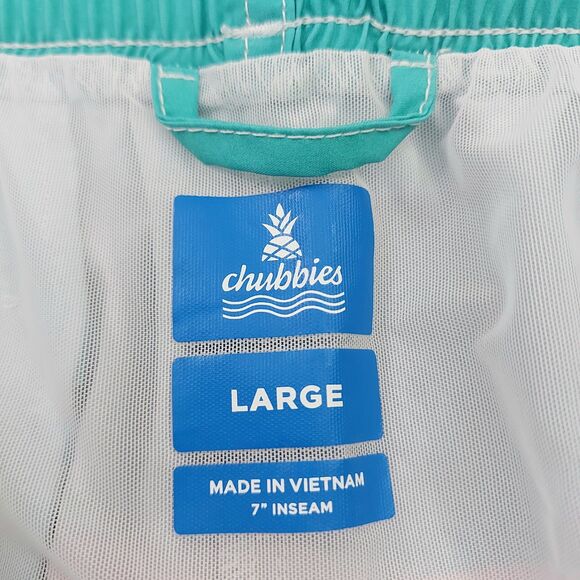 chubbies
LARGE
MADE IN VIETNAM
7" INSEAM